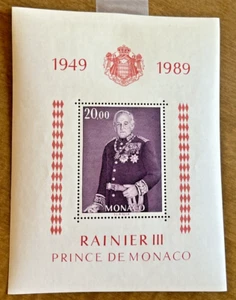 1949 1989
20.00
MONACO
RAINIER III
PRINCE DE MONACO